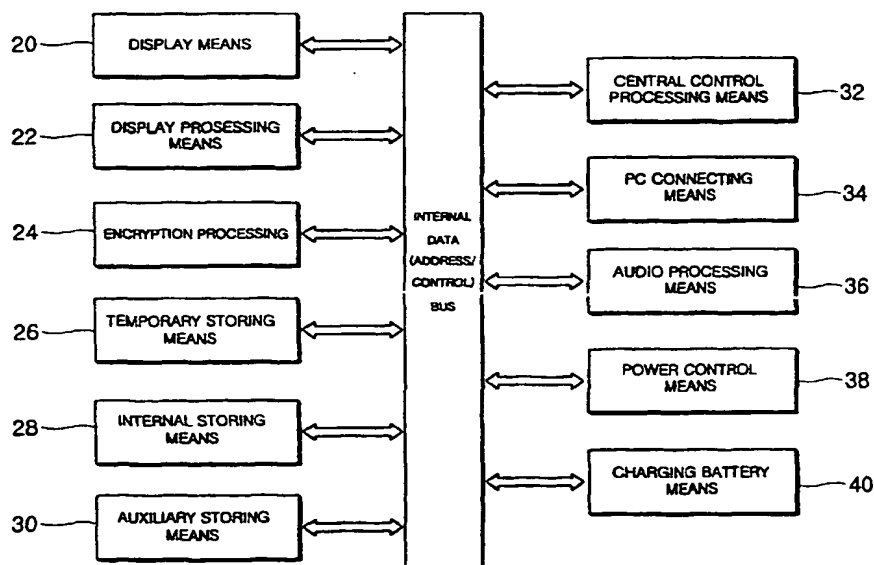 20
DISPLAY MEANS
22
DISPLAY PROSESSING
MEANS
24
ENCRYPTION PROCESSING
26
TEMPORARY STORING
MEANS
28
INTERNAL STORING
MEANS
30
AUXILIARY STORING
MEANS
INTERNAL
DATA
(ADDRESS/
CONTROL)
BUS
CENTRAL CONTROL
PROCESSING MEANS
32
PC CONNECTING
MEANS
34
AUDIO PROCESSING
MEANS
36
POWER CONTROL
MEANS
38
CHARGING BATTERY
MEANS
40